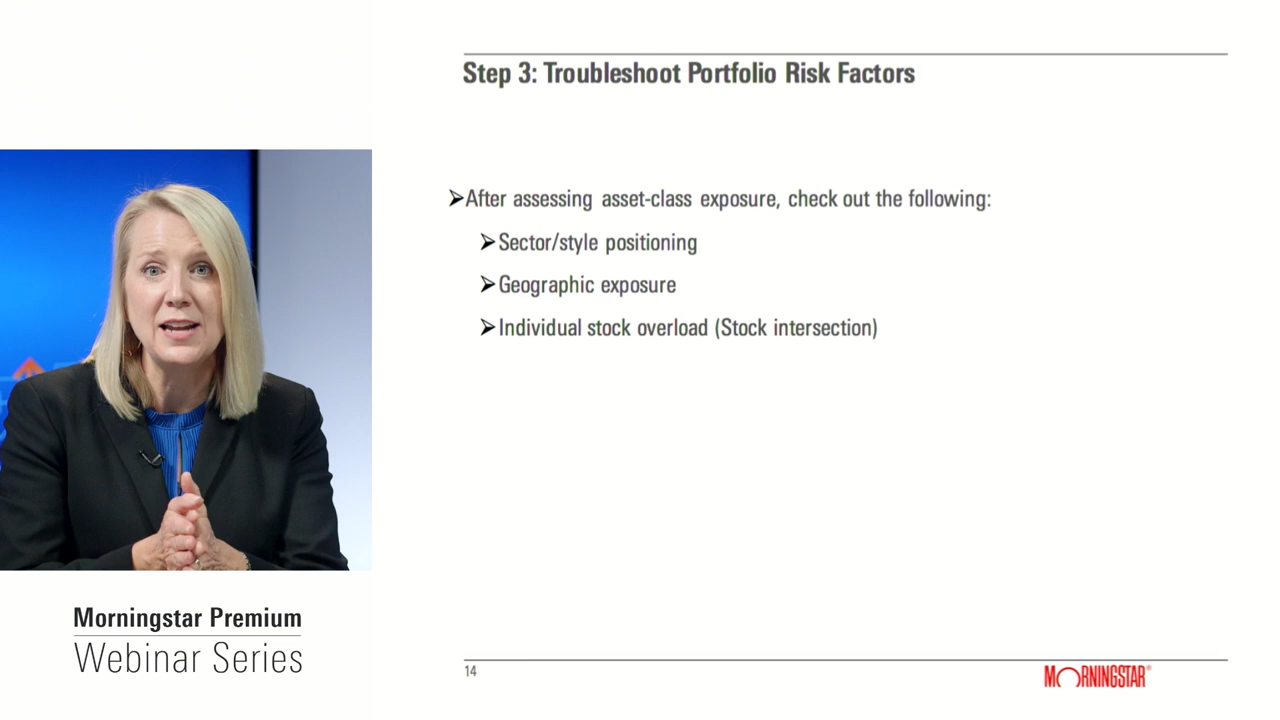 Step 3: Troubleshoot Portfolio Risk Factors
➢After assessing asset-class exposure, check out the following:
➢Sector/style positioning
➢Geographic exposure
➢Individual stock overload (Stock intersection)
Morningstar Premium
Webinar Series
14
MORNINGSTAR®